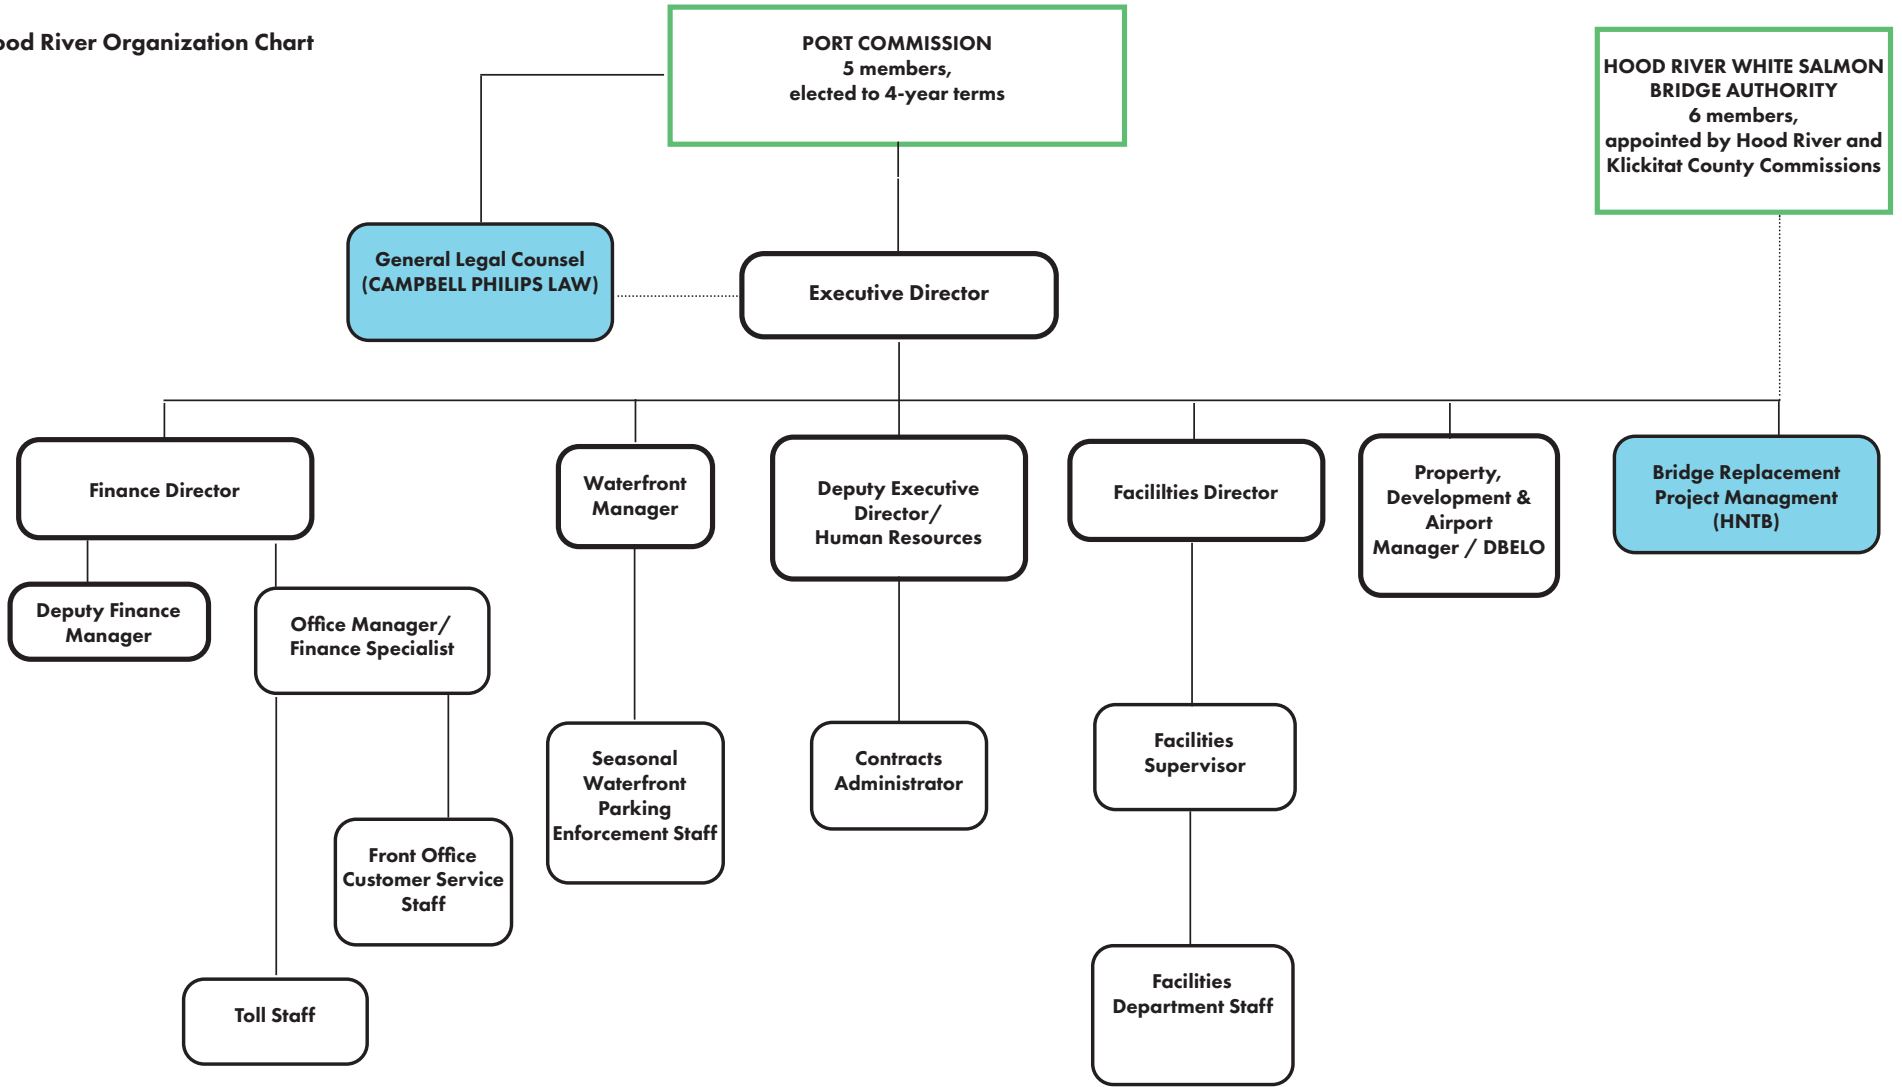 ood River Organization Chart
PORT COMMISSION
5 members,
elected to 4-year terms
HOOD RIVER WHITE SALMON
BRIDGE AUTHORITY
6 members,
appointed by Hood River and
Klickitat County Commissions
General Legal Counsel
(CAMPBELL PHILIPS LAW)
Executive Director
Finance Director
Waterfront
Manager
Deputy Executive
Director/
Human Resources
Facililties Director
Property,
Development &
Airport
Manager / DBELO
Bridge Replacement
Project Managment
(HNTB)
Deputy Finance
Manager
Office Manager/
Finance Specialist
Seasonal
Waterfront
Parking
Enforcement Staff
Contracts
Administrator
Facilities
Supervisor
Front Office
Customer Service
Staff
Toll Staff
Facilities
Department Staff